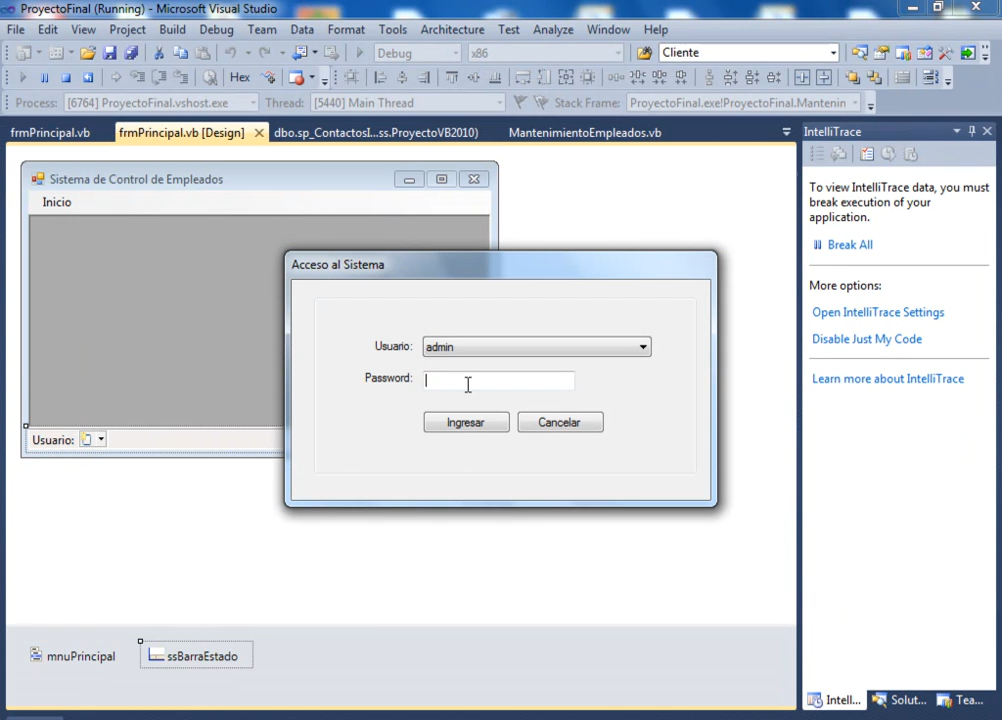 ProyectoFinal (Running) - Microsoft Visual Studio
File Edit View Project Build Debug Team Data Format Tools Architecture Test Analyze Window Help
Debug x86 Cliente
Hex
Process: [6764] ProyectoFinal.vshost.exe Thread: [5440] Main Thread Stack Frame: ProyectoFinal.exe!ProyectoFinal.Mantenin
frmPrincipal.vb frmPrincipal.vb [Design] dbo.sp_ContactosI...ss.ProyectoVB2010) MantenimientoEmpleados.vb IntelliTrace
Sistema de Control de Empleados
Inicio
Usuario:
Acceso al Sistema
Usuario: admin
Password:
Ingresar Cancelar
mnuPrincipal ssBarraEstado
To view IntelliTrace data, you must
break execution of your
application.
Break All
More options:
Open IntelliTrace Settings
Disable Just My Code
Learn more about IntelliTrace
Intell... Solut... Tea...